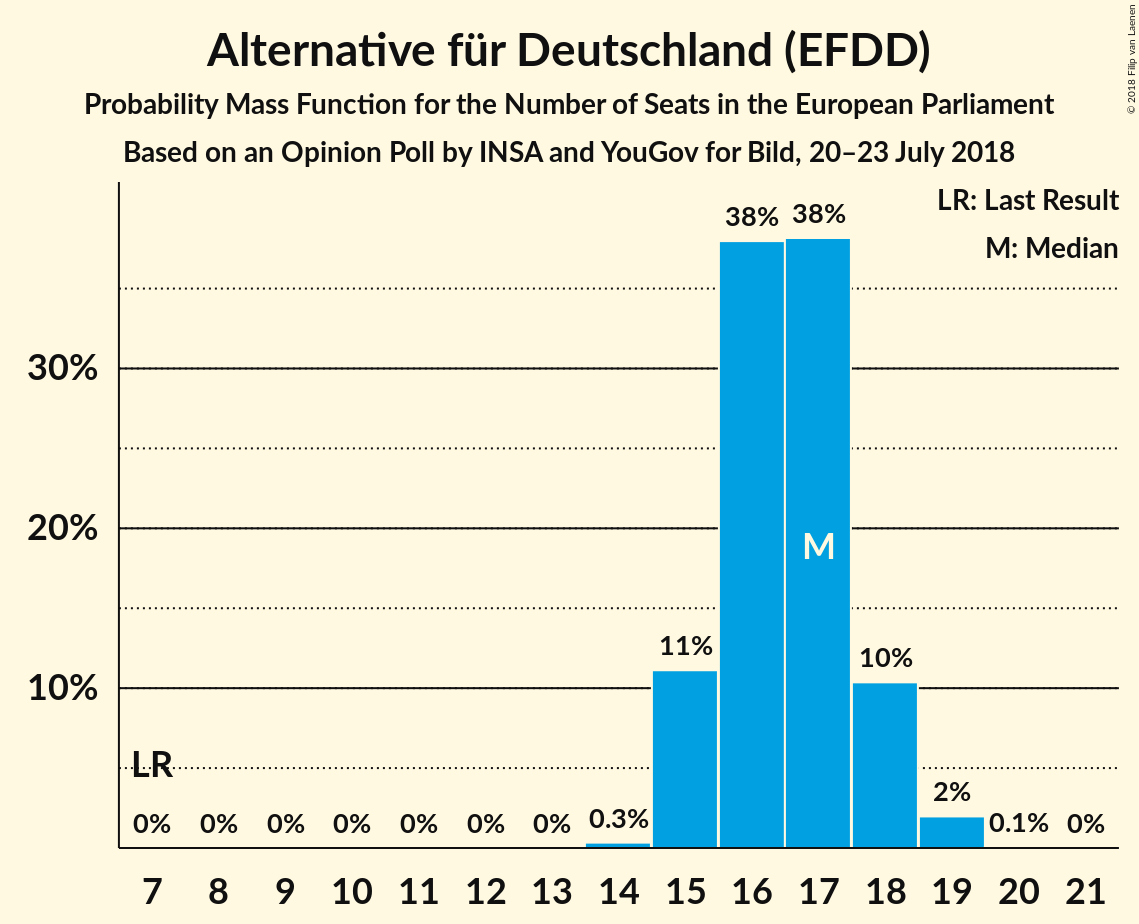 Alternative für Deutschland (EFDD)
Probability Mass Function for the Number of Seats in the European Parliament
Based on an Opinion Poll by INSA and YouGov for Bild, 20–23 July 2018
© 2018 Filip van Laenen
LR: Last Result
M: Median
38% 38%
30%
20%
M
11% 10%
10%
LR
0% 0% 0% 0% 0% 0% 0% 0.3% 2% 0.1% 0%
7 8 9 10 11 12 13 14 15 16 17 18 19 20 21